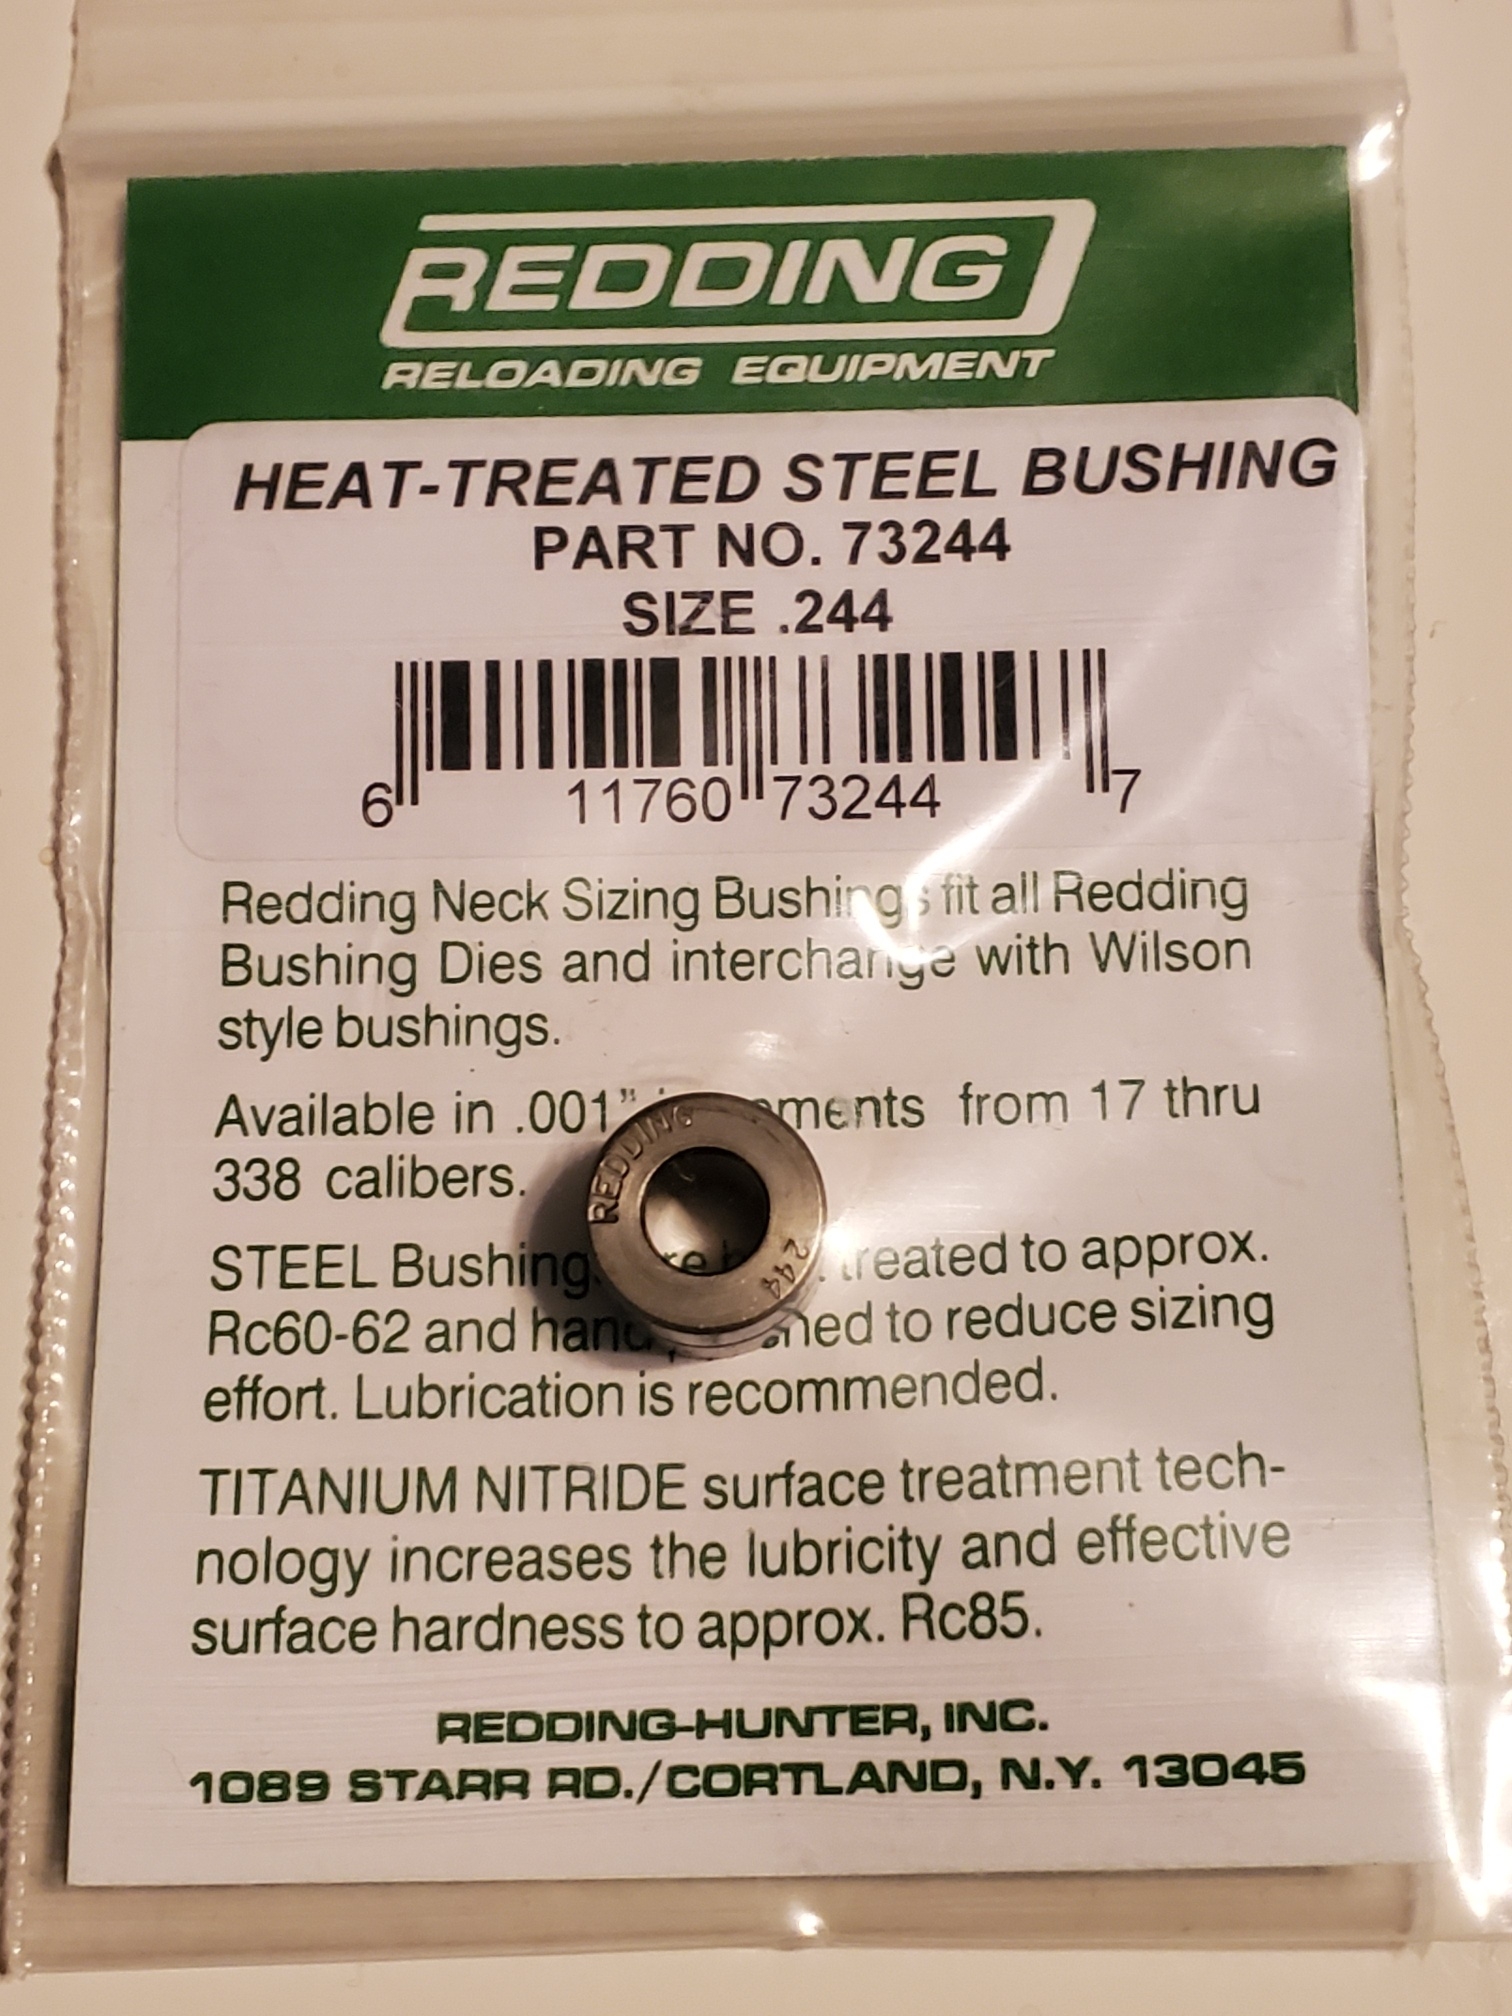 REDDING
RELOADING EQUIPMENT
HEAT-TREATED STEEL BUSHING
PART NO. 73244
SIZE .244
6 11760 73244 7
Redding Neck Sizing Bushings fit all Redding
Bushing Dies and interchange with Wilson
style bushings.
Available in .001" from 17 thru
338 calibers.
REDDING
244
STEEL treated to approx.
Rc60-62 and to reduce sizing
effort. Lubrication is recommended.
TITANIUM NITRIDE surface treatment tech-
nology increases the lubricity and effective
surface hardness to approx. Rc85.
REDDING-HUNTER, INC.
1089 STARR RD./CORTLAND, N.Y. 13045